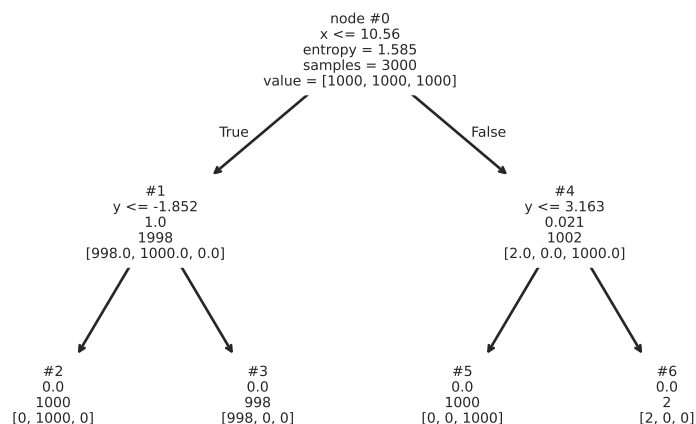 node #0
x <= 10.56
entropy = 1.585
samples = 3000
value = [1000, 1000, 1000]
True
False
#1
y <= -1.852
1.0
1998
[998.0, 1000.0, 0.0]
#4
y <= 3.163
0.021
1002
[2.0, 0.0, 1000.0]
#2
0.0
1000
[0, 1000, 0]
#3
0.0
998
[998, 0, 0]
#5
0.0
1000
[0, 0, 1000]
#6
0.0
2
[2, 0, 0]